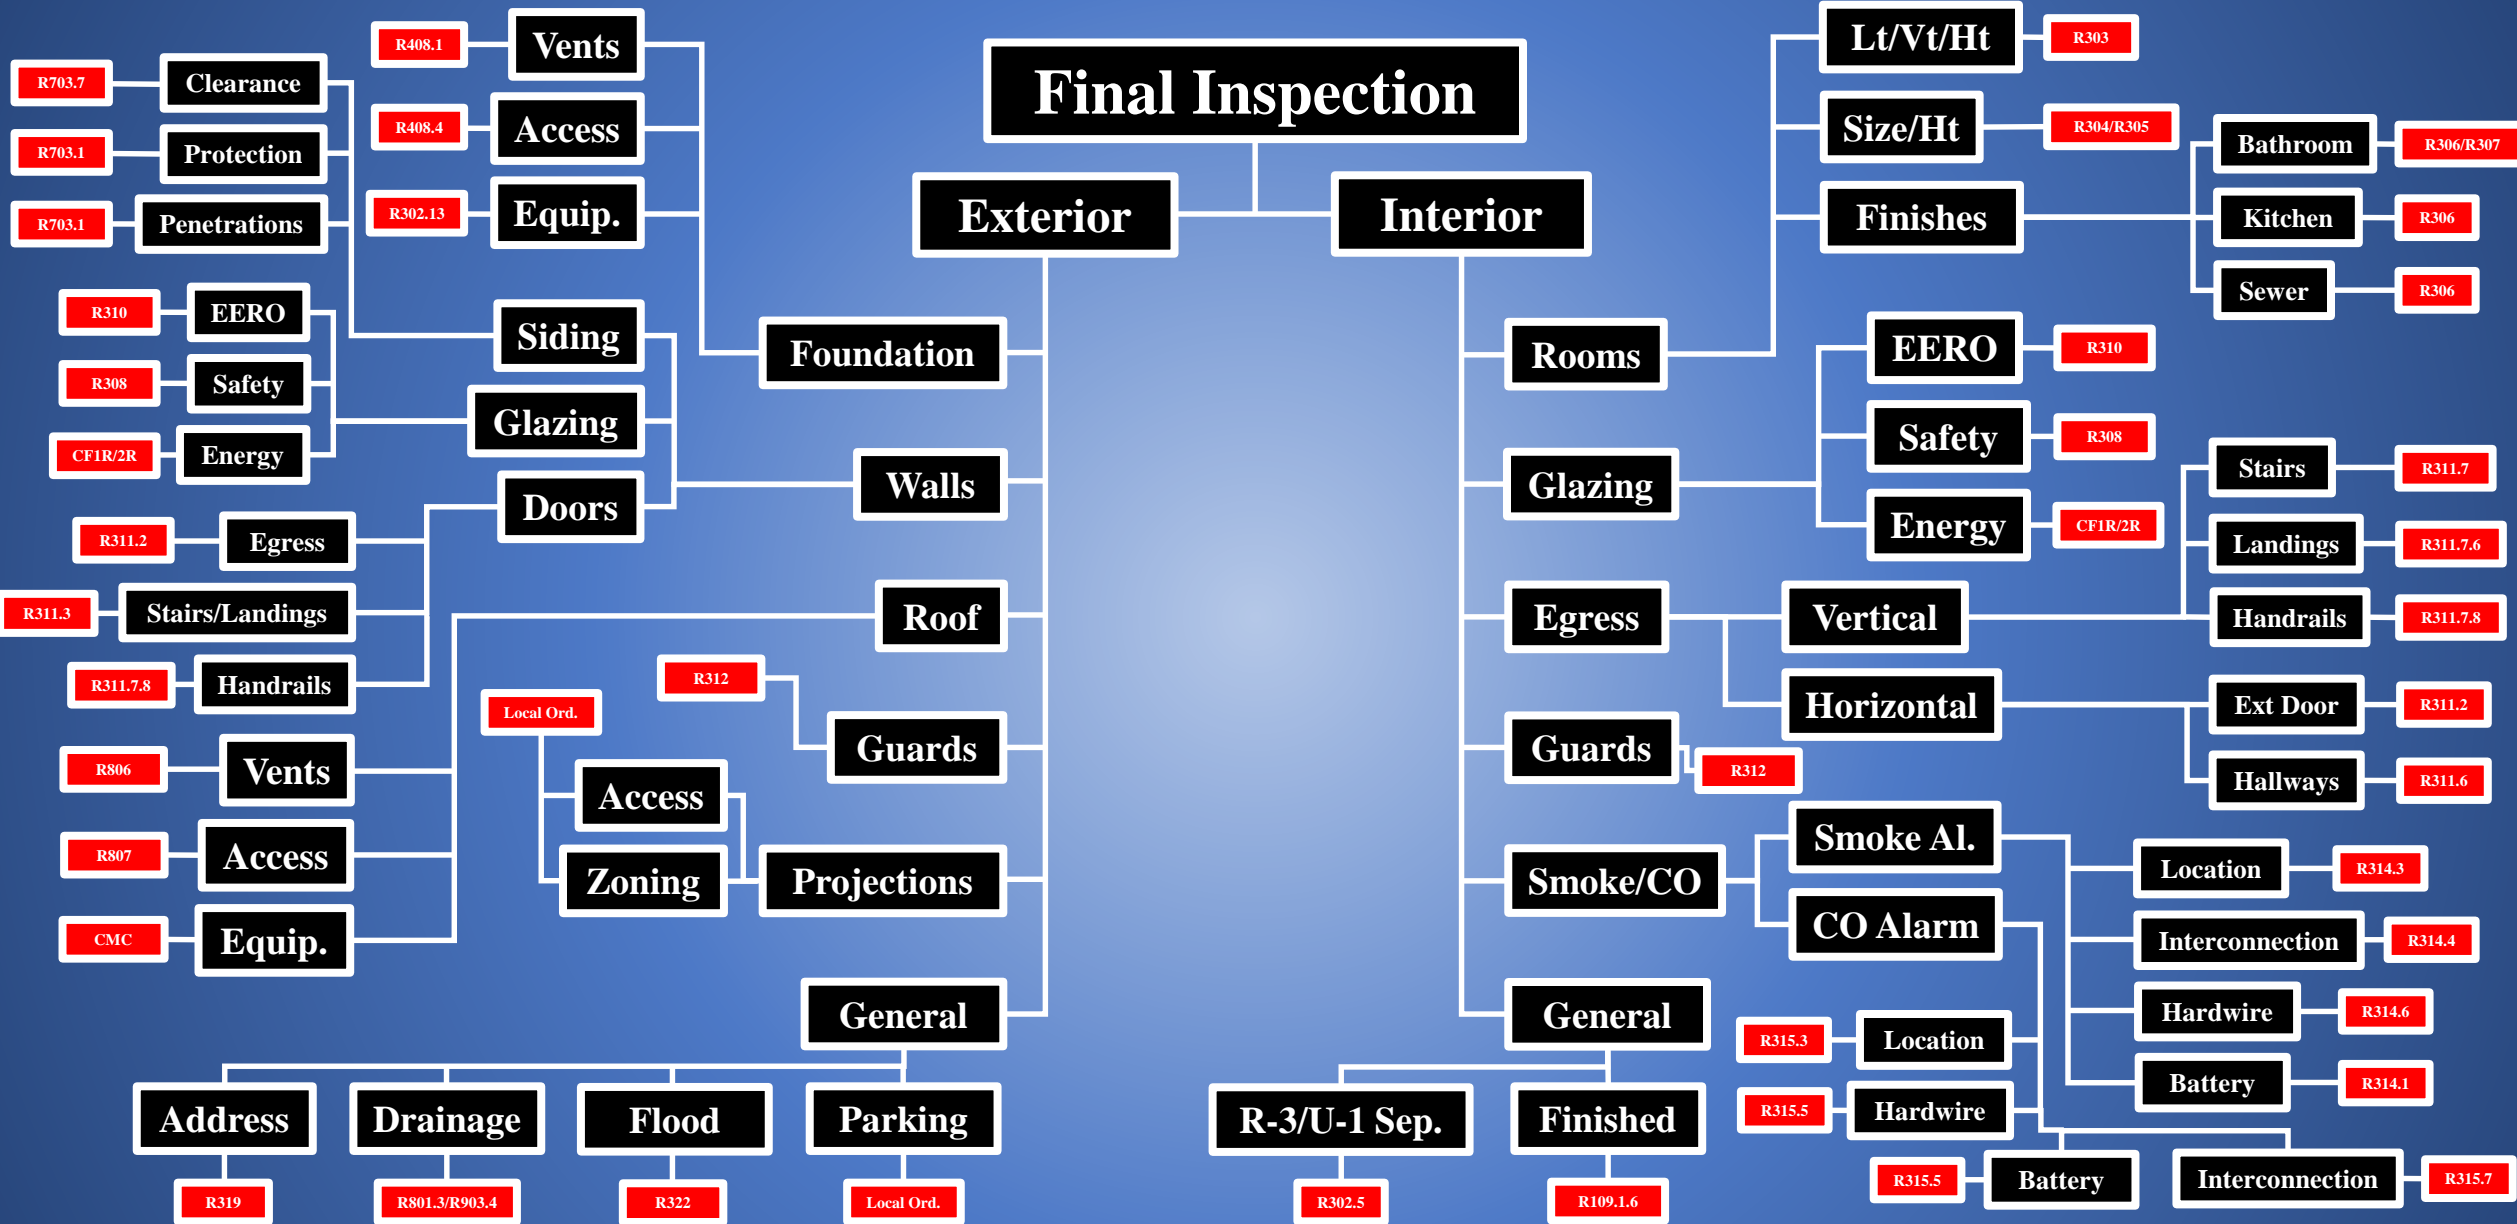 Final Inspection
Exterior
Interior
Foundation
Vents
R408.1
Access
R408.4
Equip.
R302.13
Walls
Siding
Clearance
R703.7
Protection
R703.1
Penetrations
R703.1
Glazing
EERO
R310
Safety
R308
Energy
CF1R/2R
Doors
Egress
R311.2
Stairs/Landings
R311.3
Handrails
R311.7.8
Roof
Vents
R806
Access
R807
Equip.
CMC
Guards
R312
Projections
Access
Zoning
Local Ord.
General
Address
R319
Drainage
R801.3/R903.4
Flood
R322
Parking
Local Ord.
Rooms
Lt/Vt/Ht
R303
Size/Ht
R304/R305
Finishes
Bathroom
R306/R307
Kitchen
R306
Sewer
R306
Glazing
EERO
R310
Safety
R308
Energy
CF1R/2R
Egress
Vertical
Stairs
R311.7
Landings
R311.7.6
Handrails
R311.7.8
Horizontal
Ext Door
R311.2
Hallways
R311.6
Guards
R312
Smoke/CO
Smoke Al.
Location
R314.3
Interconnection
R314.4
Hardwire
R314.6
Battery
R314.1
CO Alarm
Location
R315.3
Hardwire
R315.5
Battery
R315.5
Interconnection
R315.7
General
R-3/U-1 Sep.
R302.5
Finished
R109.1.6